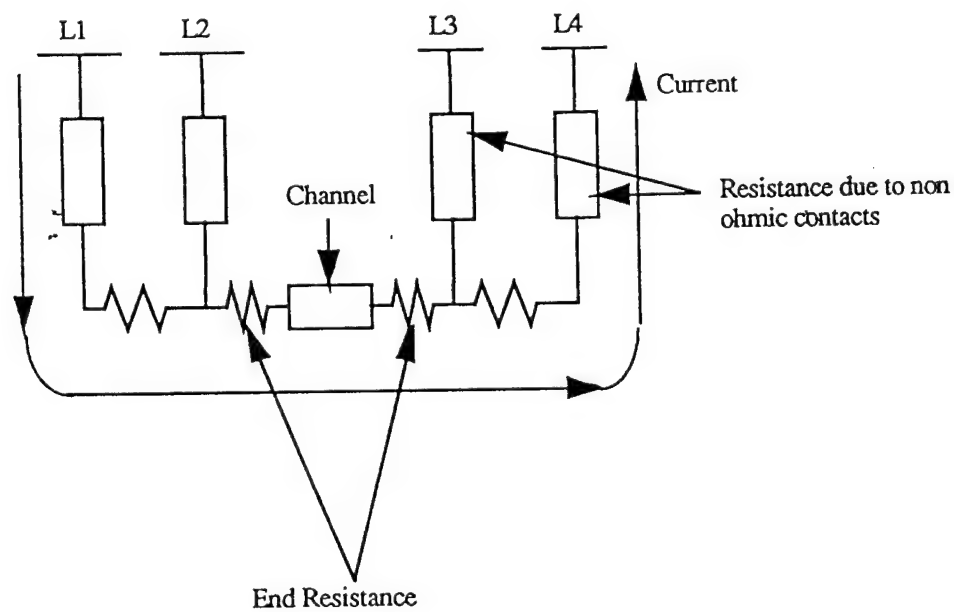 L1 L2 L3 L4
Current
Resistance due to non
ohmic contacts
Channel
End Resistance